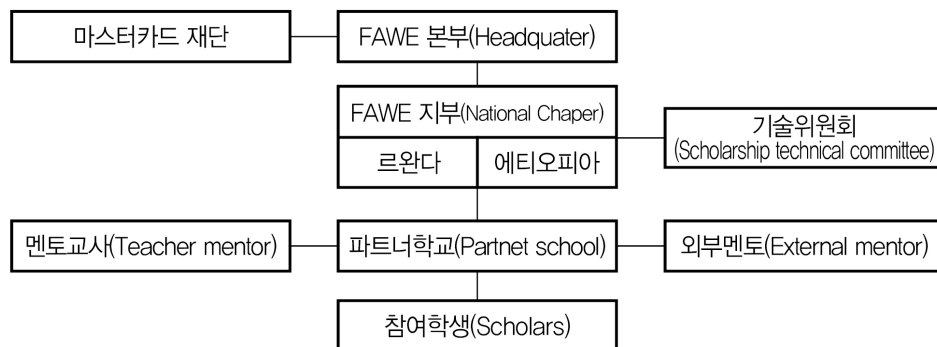 마스터카드 재단
FAWE 본부(Headquater)
FAWE 지부(National Chaper)
르완다
에티오피아
기술위원회
(Scholarship technical committee)
멘토교사(Teacher mentor)
파트너학교(Partnet school)
외부멘토(External mentor)
참여학생(Scholars)